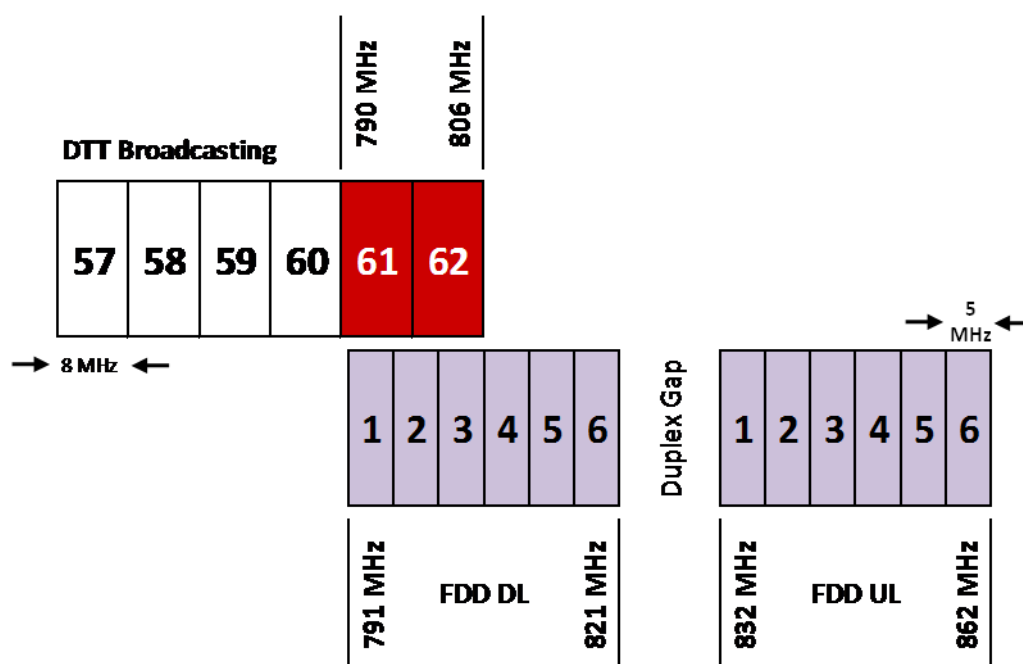 790 MHz
806 MHz
DTT Broadcasting
57 58 59 60 61 62
8 MHz
5
MHz
1 2 3 4 5 6
Duplex Gap
1 2 3 4 5 6
791 MHz
FDD DL
821 MHz
832 MHz
FDD UL
862 MHz